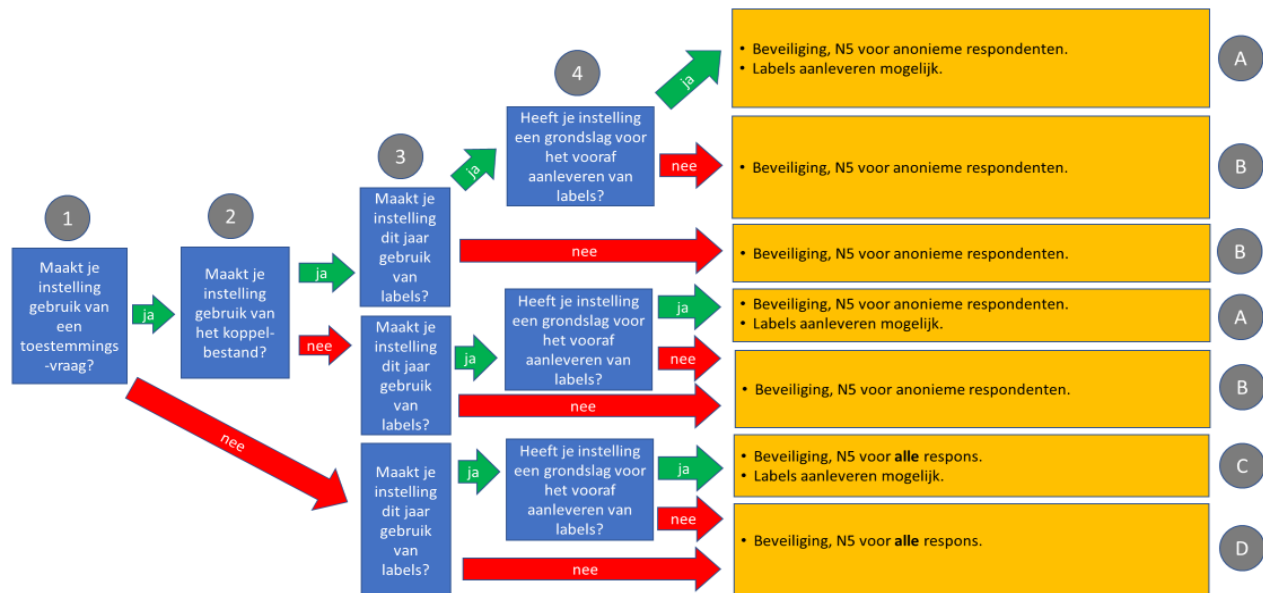 1
Maakt je
instelling
gebruik van
een
toestemmings
-vraag?
ja
nee
2
Maakt je
instelling
gebruik van
het koppel-
bestand?
ja
nee
3
Maakt je
instelling
dit jaar
gebruik
van
labels?
ja
nee
Maakt je
instelling
dit jaar
gebruik
van
labels?
ja
nee
Maakt je
instelling
dit jaar
gebruik
van
labels?
ja
nee
4
Heeft je instelling
een grondslag voor
het vooraf
aanleveren van
labels?
ja
nee
Heeft je instelling
een grondslag voor
het vooraf
aanleveren van
labels?
ja
nee
Heeft je instelling
een grondslag voor
het vooraf
aanleveren van
labels?
ja
nee
• Beveiliging, N5 voor anonieme respondenten.
• Labels aanleveren mogelijk.
A
• Beveiliging, N5 voor anonieme respondenten.
B
• Beveiliging, N5 voor anonieme respondenten.
B
• Beveiliging, N5 voor anonieme respondenten.
• Labels aanleveren mogelijk.
A
• Beveiliging, N5 voor anonieme respondenten.
B
• Beveiliging, N5 voor alle respons.
• Labels aanleveren mogelijk.
C
• Beveiliging, N5 voor alle respons.
D